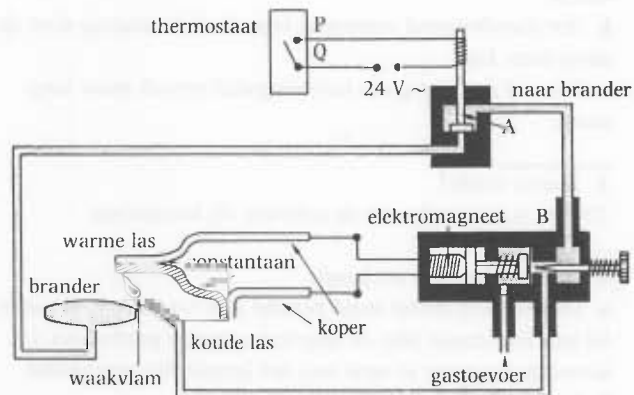 thermostaat
P
Q
24 V ~
naar brander
A
elektromagneet
B
warme las
constantaan
brander
koper
koude las
waakvlam
gastoevoer